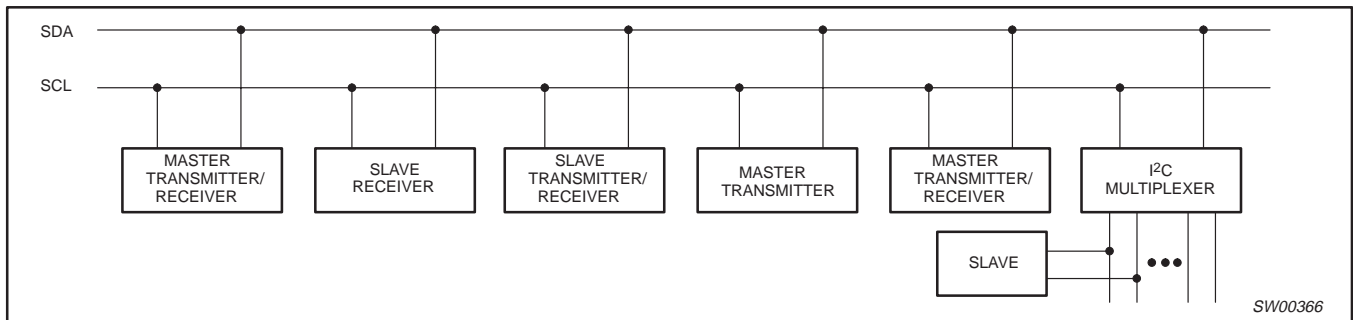 SDA
SCL
MASTER
TRANSMITTER/
RECEIVER
SLAVE
RECEIVER
SLAVE
TRANSMITTER/
RECEIVER
MASTER
TRANSMITTER
MASTER
TRANSMITTER/
RECEIVER
I²C
MULTIPLEXER
SLAVE
SW00366